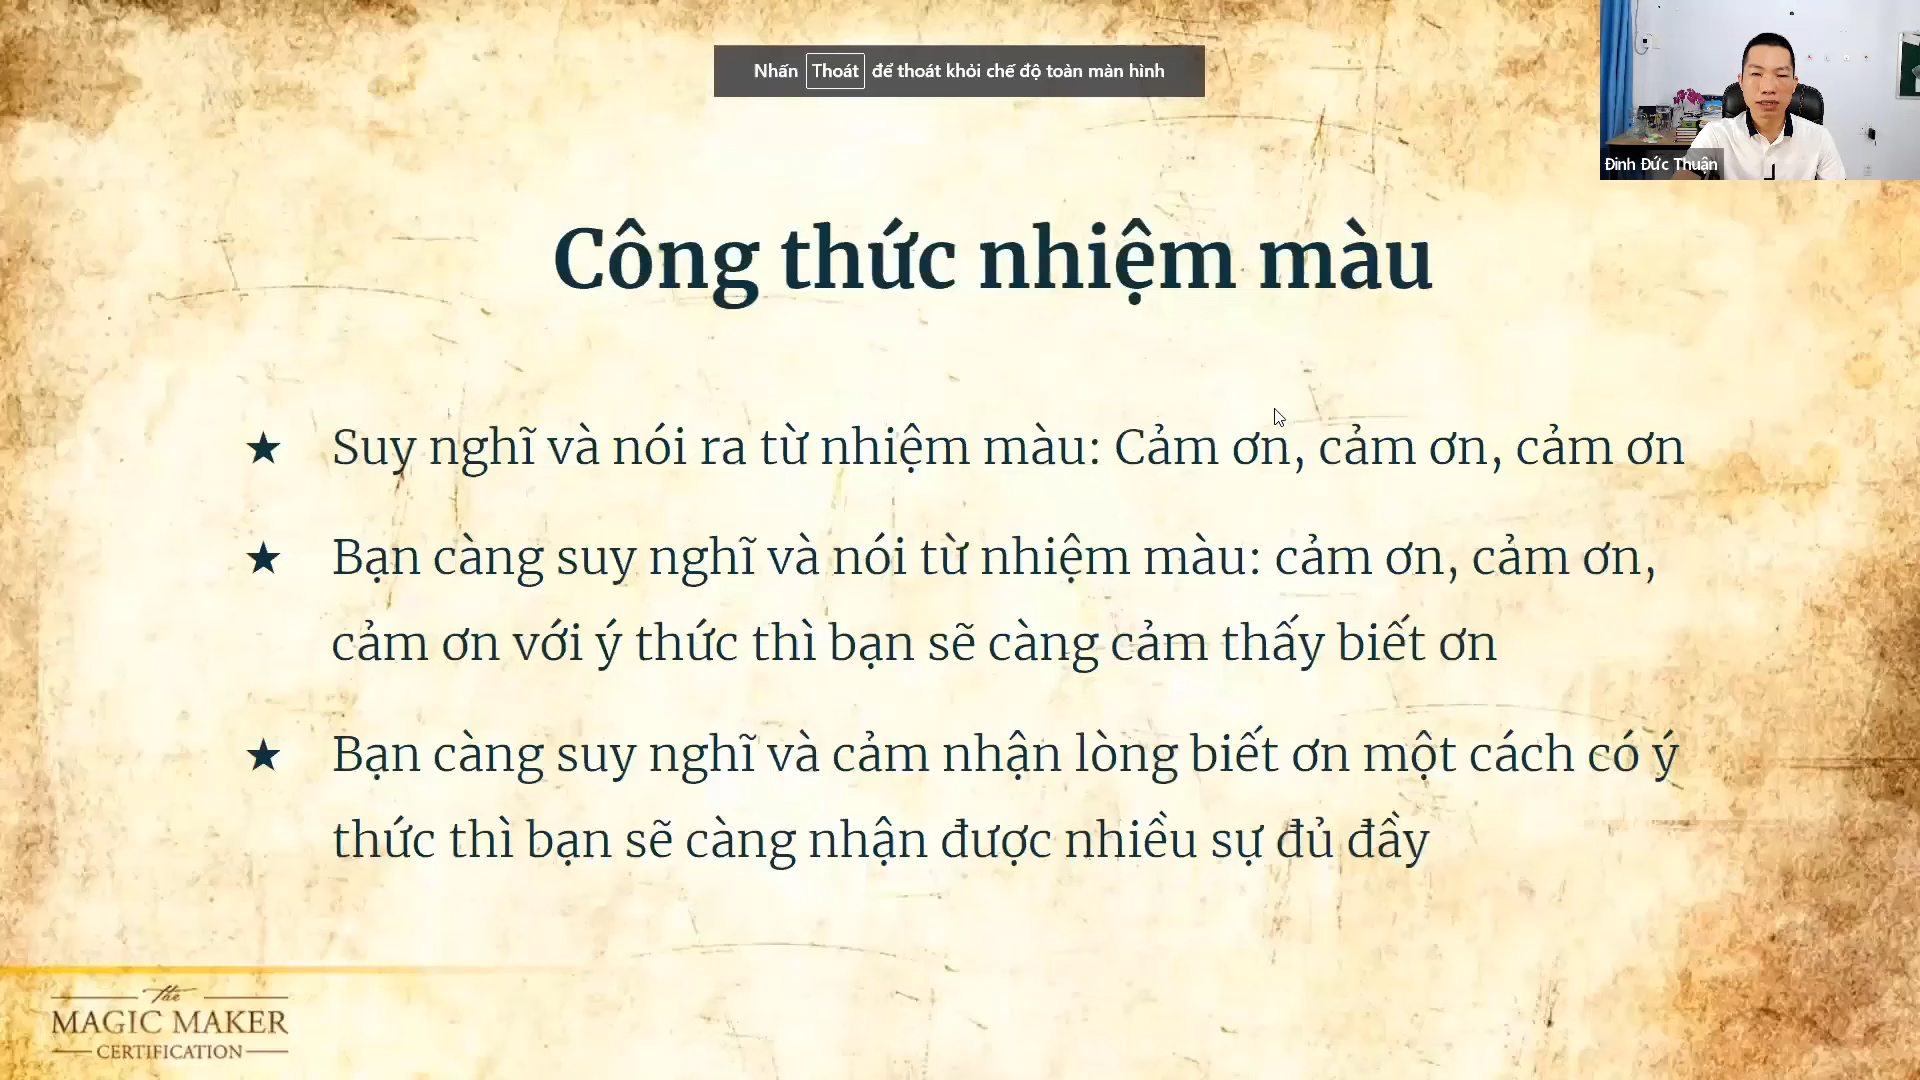 Nhấn Thoát để thoát khỏi chế độ toàn màn hình
Đinh Đức Thuận
Công thức nhiệm màu
★ Suy nghĩ và nói ra từ nhiệm màu: Cảm ơn, cảm ơn, cảm ơn
★ Bạn càng suy nghĩ và nói từ nhiệm màu: cảm ơn, cảm ơn,
cảm ơn với ý thức thì bạn sẽ càng cảm thấy biết ơn
★ Bạn càng suy nghĩ và cảm nhận lòng biết ơn một cách có ý
thức thì bạn sẽ càng nhận được nhiều sự đủ đầy
The
MAGIC MAKER
CERTIFICATION